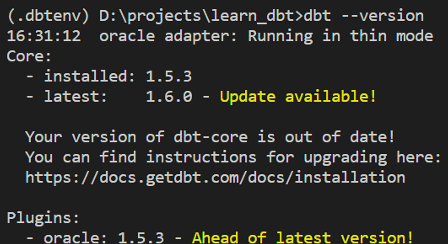 (.dbtenv) D:\projects\learn_dbt>dbt --version
16:31:12  oracle adapter: Running in thin mode
Core:
  - installed: 1.5.3
  - latest:    1.6.0 - Update available!

  Your version of dbt-core is out of date!
  You can find instructions for upgrading here:
  https://docs.getdbt.com/docs/installation

Plugins:
  - oracle: 1.5.3 - Ahead of latest version!